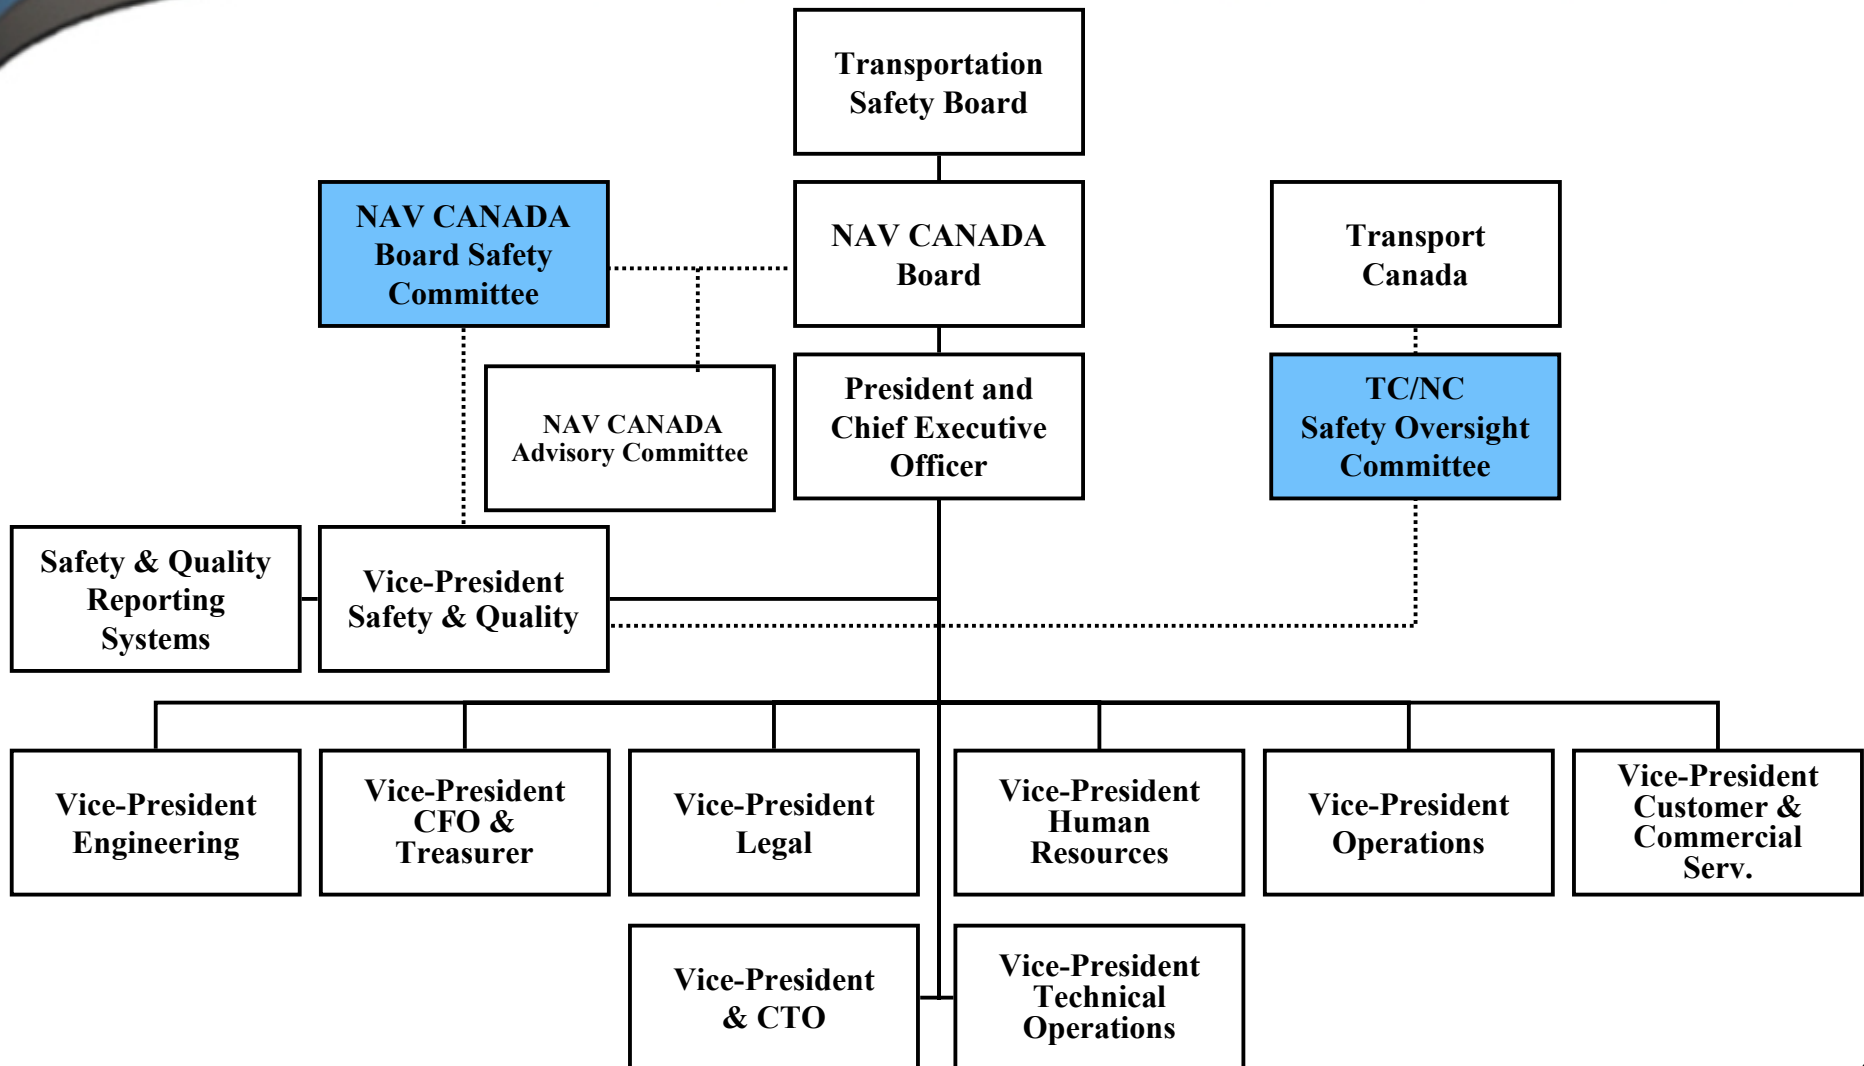 Transportation
Safety Board
NAV CANADA
Board Safety
Committee
NAV CANADA
Board
Transport
Canada
NAV CANADA
Advisory Committee
President and
Chief Executive
Officer
TC/NC
Safety Oversight
Committee
Safety & Quality
Reporting
Systems
Vice-President
Safety & Quality
Vice-President
Engineering
Vice-President
CFO &
Treasurer
Vice-President
Legal
Vice-President
Human
Resources
Vice-President
Operations
Vice-President
Customer &
Commercial
Serv.
Vice-President
& CTO
Vice-President
Technical
Operations